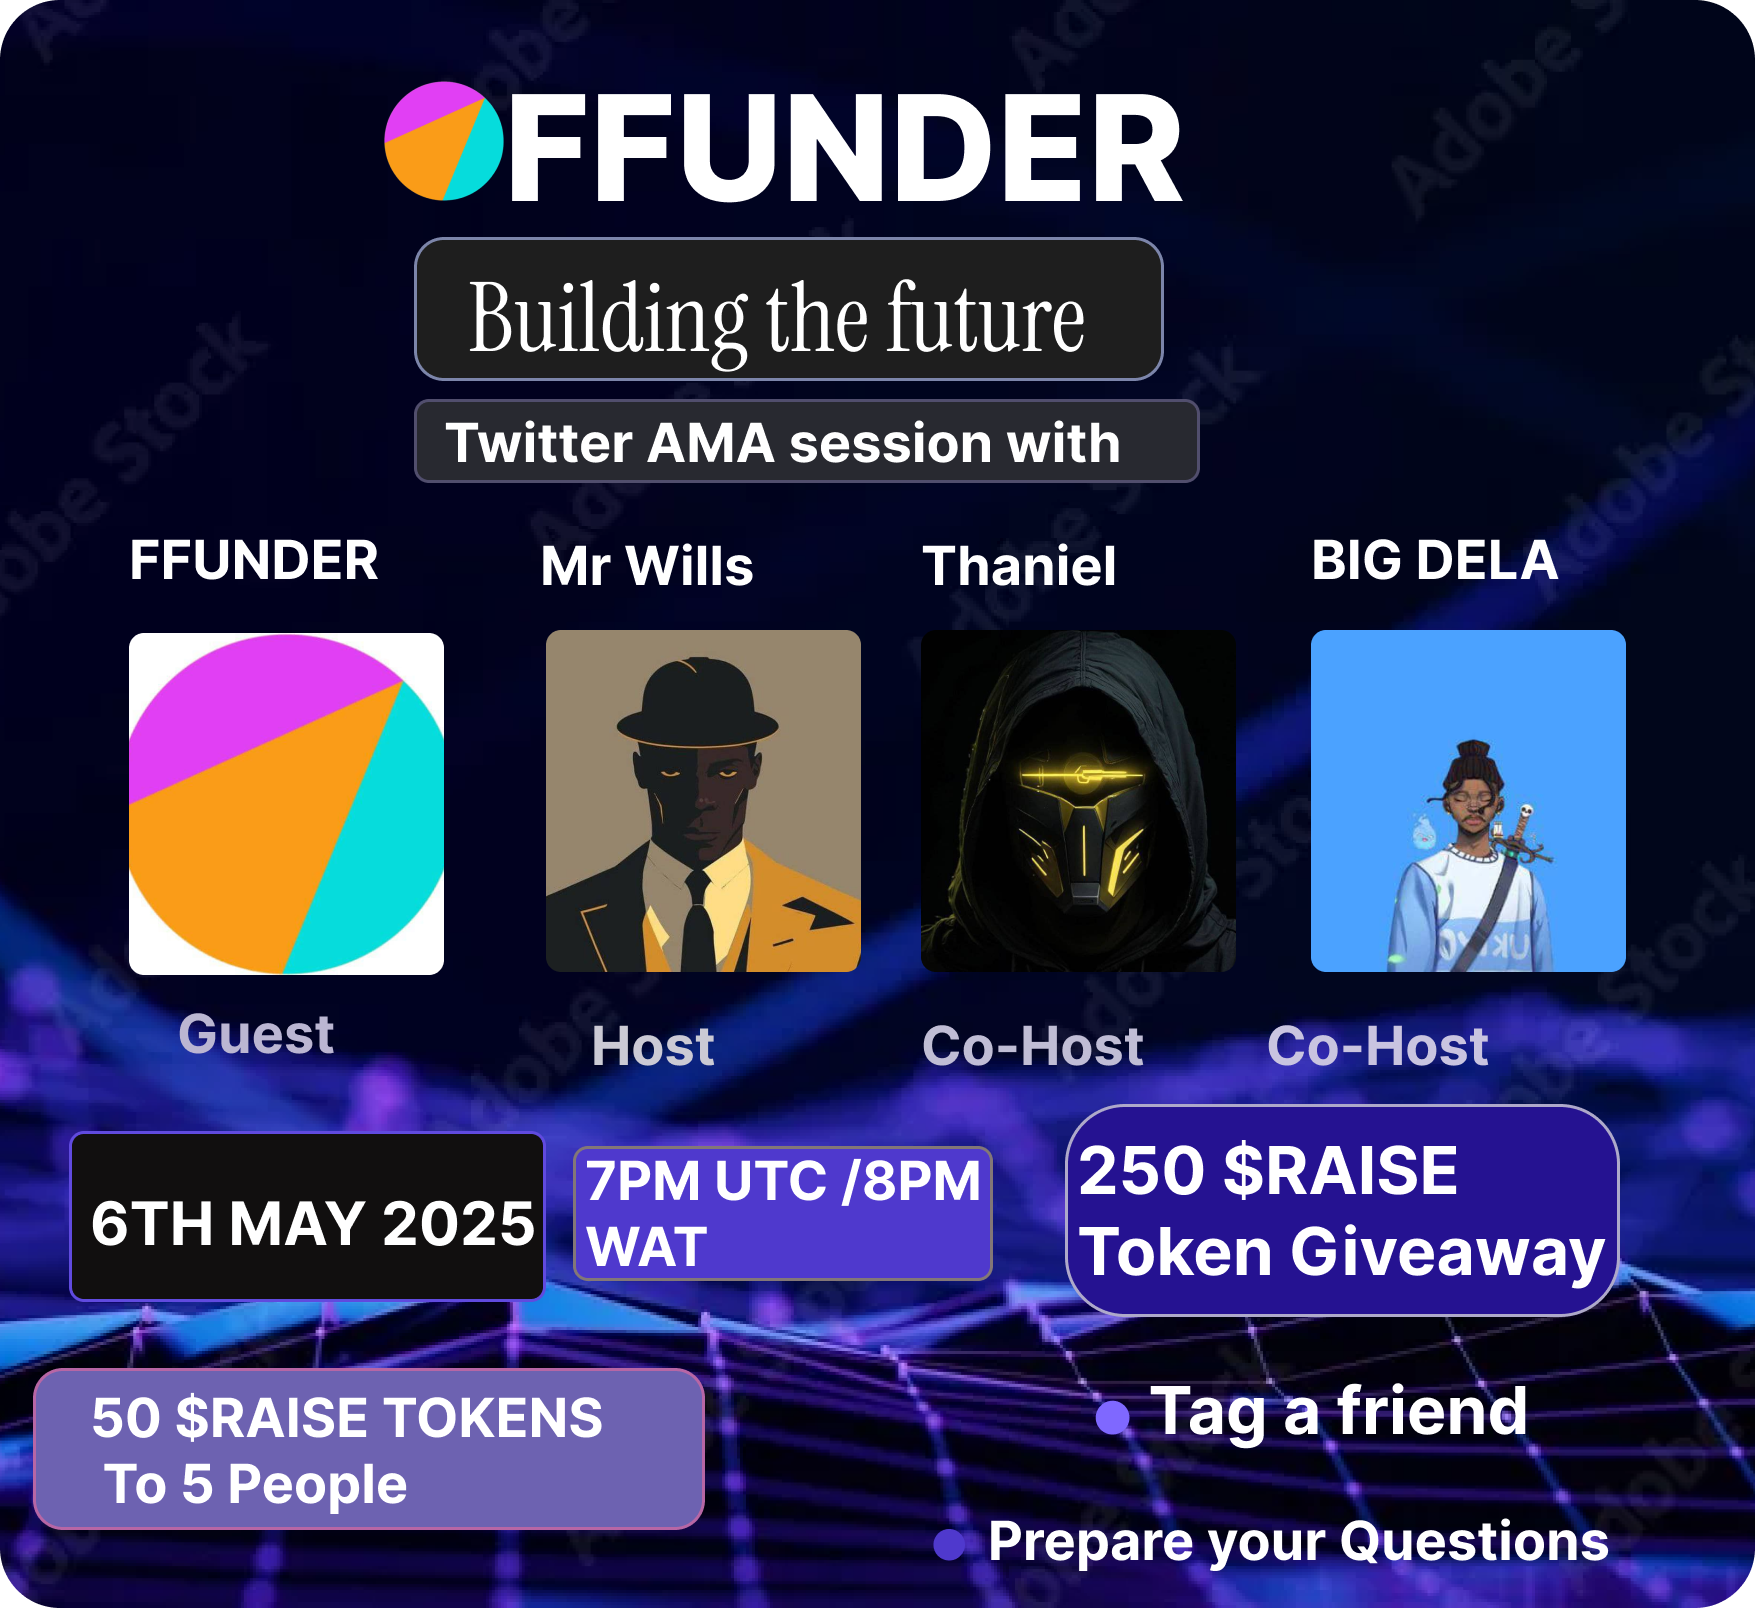 FFUNDER
Building the future
Twitter AMA session with
FFUNDER
Mr Wills
Thaniel
BIG DELA
Guest
Host
Co-Host
Co-Host
6TH MAY 2025
7PM UTC /8PM
WAT
250 $RAISE
Token Giveaway
50 $RAISE TOKENS
To 5 People
Tag a friend
Prepare your Questions
Adobe Stock